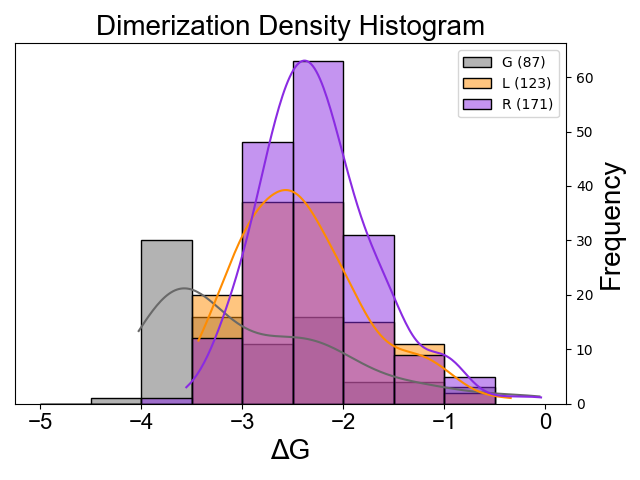 Dimerization Density Histogram
G (87)
L (123)
R (171)
60
50
40
30
20
10
0
Frequency
−5 −4 −3 −2 −1 0
ΔG